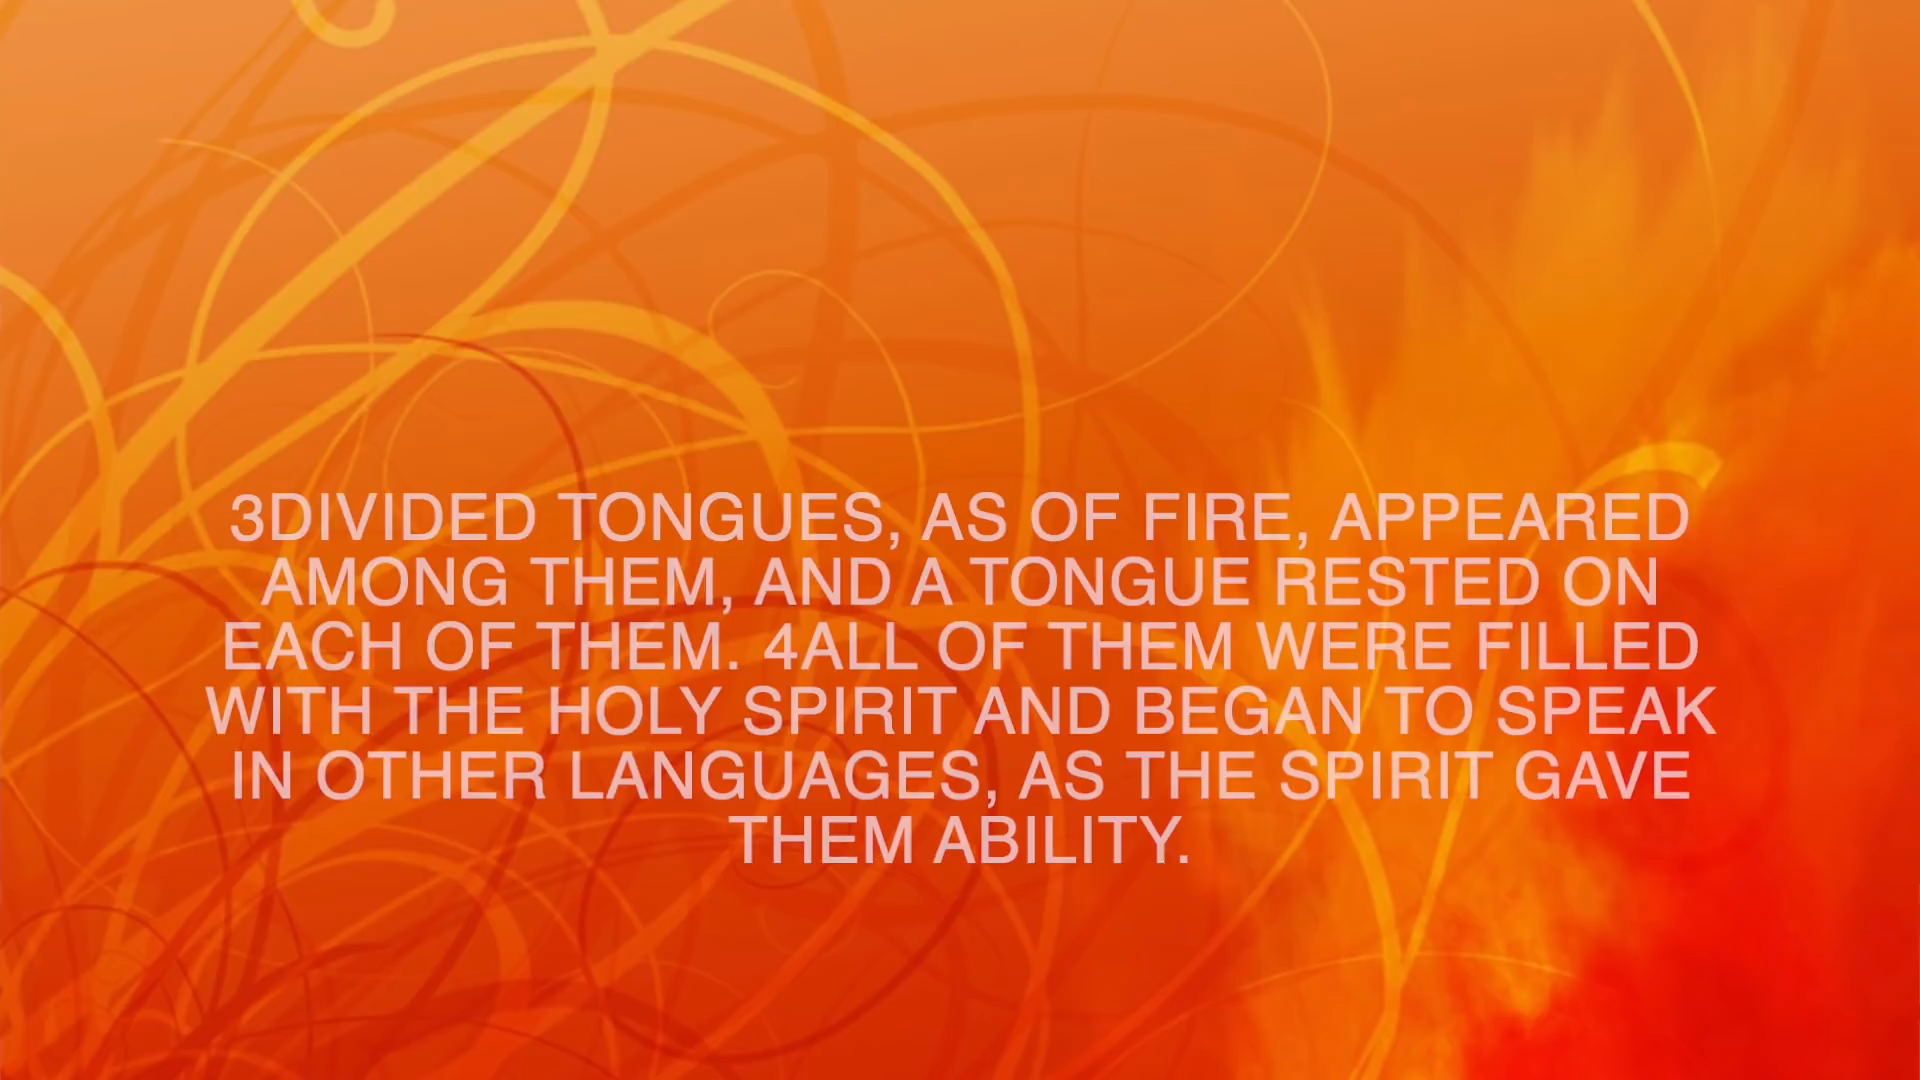 3DIVIDED TONGUES, AS OF FIRE, APPEARED
AMONG THEM, AND A TONGUE RESTED ON
EACH OF THEM. 4ALL OF THEM WERE FILLED
WITH THE HOLY SPIRIT AND BEGAN TO SPEAK
IN OTHER LANGUAGES, AS THE SPIRIT GAVE
THEM ABILITY.